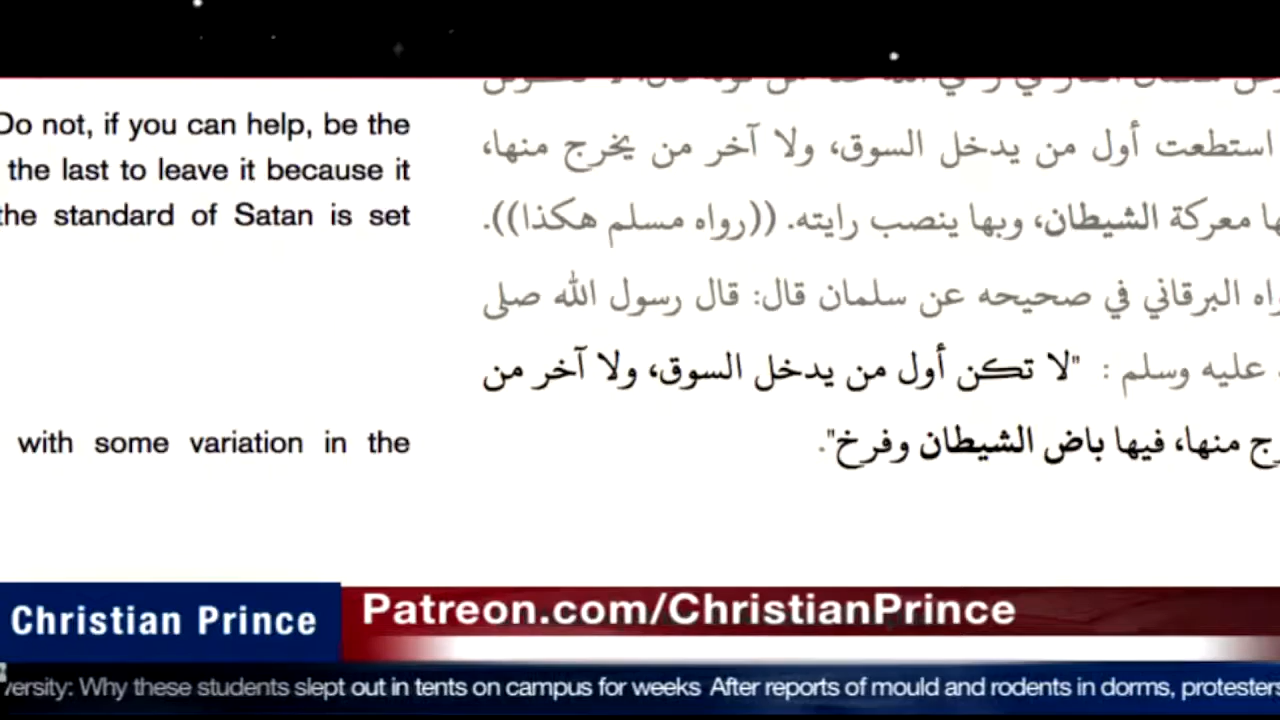 Do not, if you can help, be the
the last to leave it because it
the standard of Satan is set
with some variation in the
استطعت أول من يدخل السوق، ولا آخر من يخرج منها،
معركة الشيطان، وبها ينصب رايته. ((رواه مسلم هكذا)).
البرقاني في صحيحه عن سلمان قال: قال رسول الله صلى
عليه وسلم : "لا تكن أول من يدخل السوق، ولا آخر من
منها، فيها باض الشيطان وفرخ".
Christian Prince
Patreon.com/ChristianPrince
versity: Why these students slept out in tents on campus for weeks After reports of mould and rodents in dorms, protesters